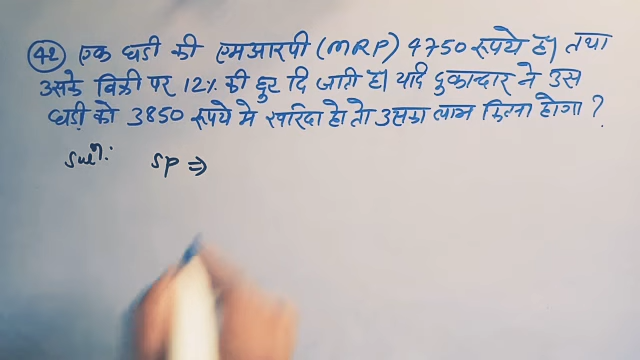 (42) एक घडी की एमआरपी (MRP) 4750 रूपये है। तथा
उसके बिक्री पर 12% की छुट दि जाती है। यदि दुकानदार ने उस
घड़ी को 3850 रूपये मे खरिदा हो तो उसका लाभ कितना होगा ?
Soln: SP ⇒